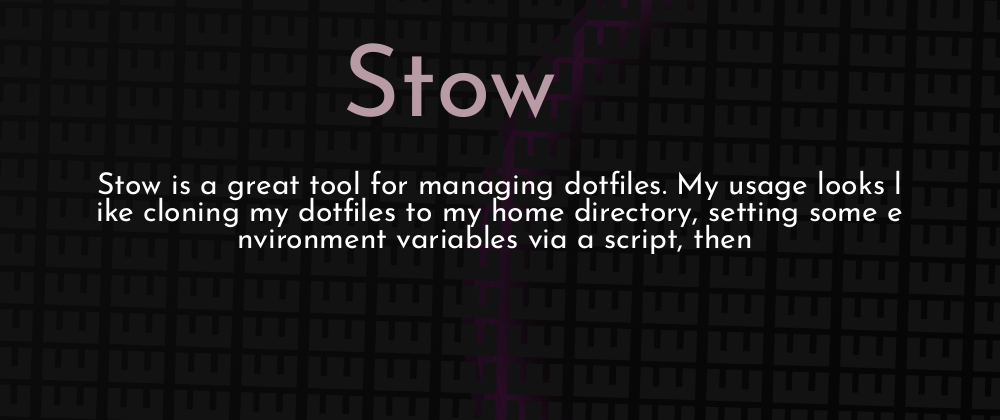 Stow
Stow is a great tool for managing dotfiles. My usage looks l
ike cloning my dotfiles to my home directory, setting some e
nvironment variables via a script, then